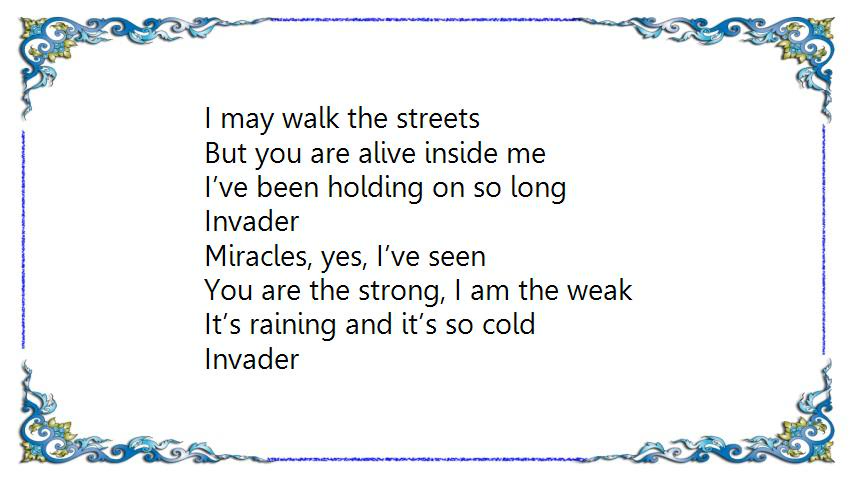 I may walk the streets
But you are alive inside me
I’ve been holding on so long
Invader
Miracles, yes, I’ve seen
You are the strong, I am the weak
It’s raining and it’s so cold
Invader